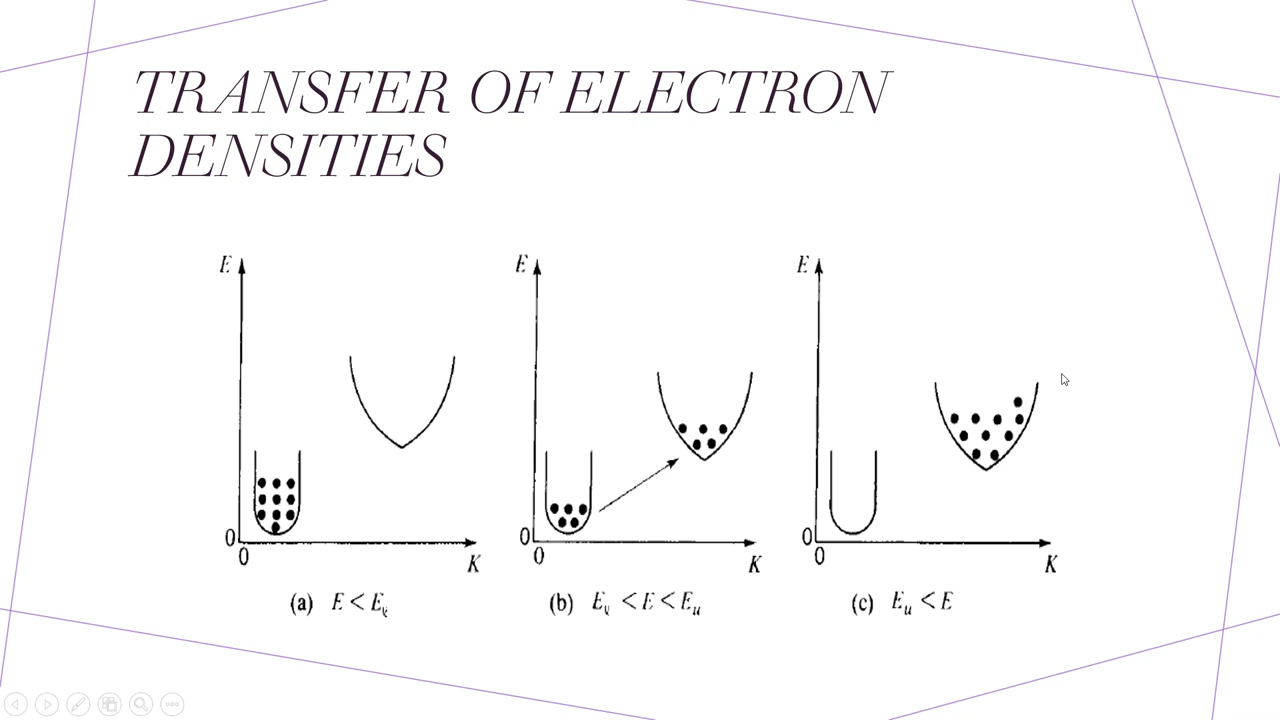 TRANSFER OF ELECTRON
DENSITIES
E
0
0
K
(a) E < Eℓ
E
0
0
K
(b) Eℓ < E < Eu
E
0
0
K
(c) Eu < E